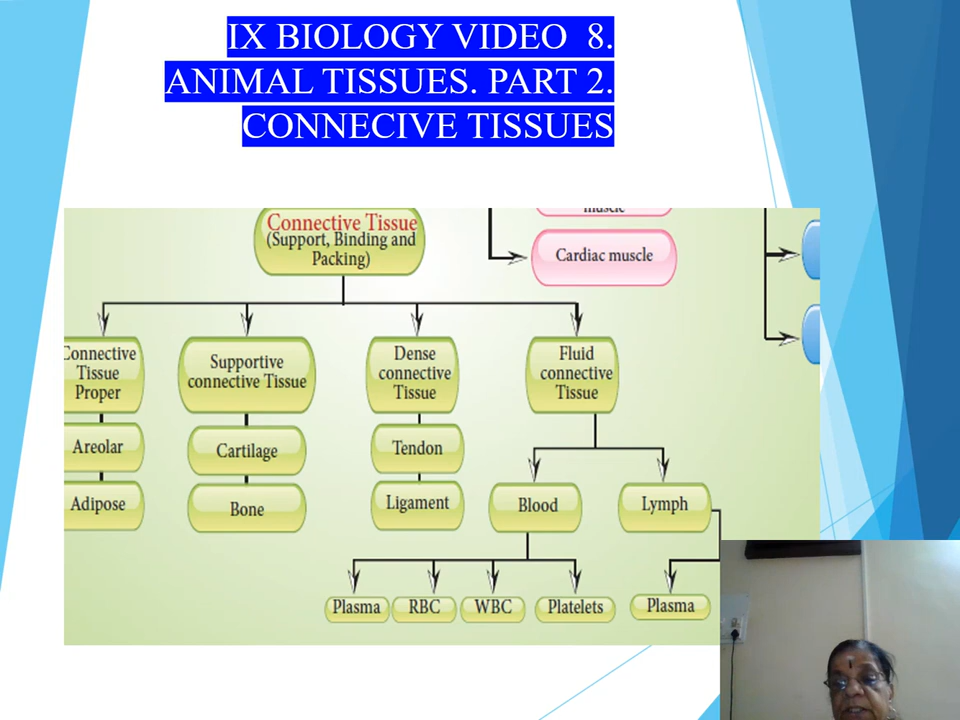 IX BIOLOGY VIDEO 8.
ANIMAL TISSUES. PART 2.
CONNECIVE TISSUES
Connective Tissue
(Support, Binding and
Packing)
muscle
Cardiac muscle
Connective
Tissue
Proper
Supportive
connective Tissue
Dense
connective
Tissue
Fluid
connective
Tissue
Areolar
Cartilage
Tendon
Adipose
Bone
Ligament
Blood
Lymph
Plasma
RBC
WBC
Platelets
Plasma